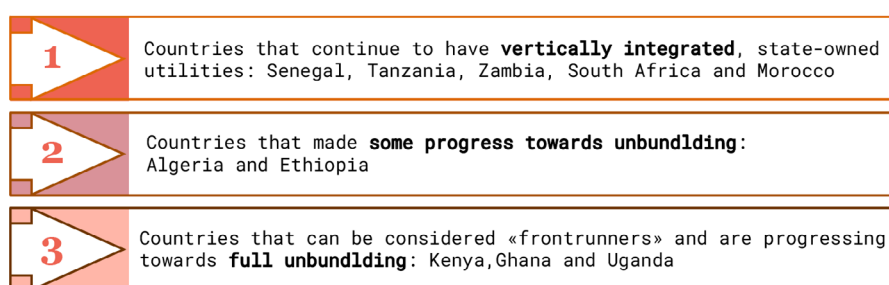 1
Countries that continue to have vertically integrated, state-owned
utilities: Senegal, Tanzania, Zambia, South Africa and Morocco
2
Countries that made some progress towards unbundlding:
Algeria and Ethiopia
3
Countries that can be considered «frontrunners» and are progressing
towards full unbundlding: Kenya,Ghana and Uganda